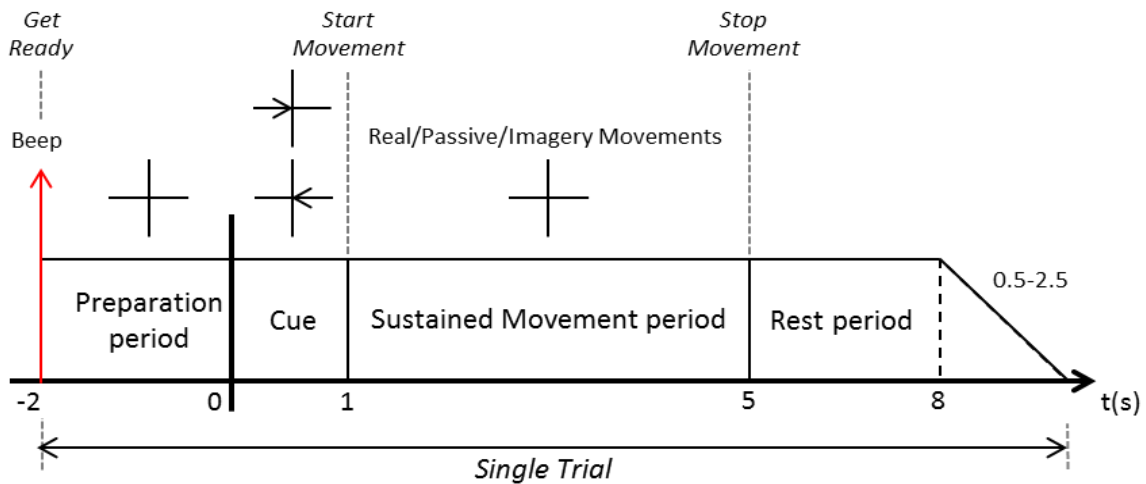 Get
Ready
Start
Movement
Stop
Movement
Beep
Real/Passive/Imagery Movements
0.5-2.5
Preparation
period
Cue
Sustained Movement period
Rest period
-2
0
1
5
8
t(s)
Single Trial